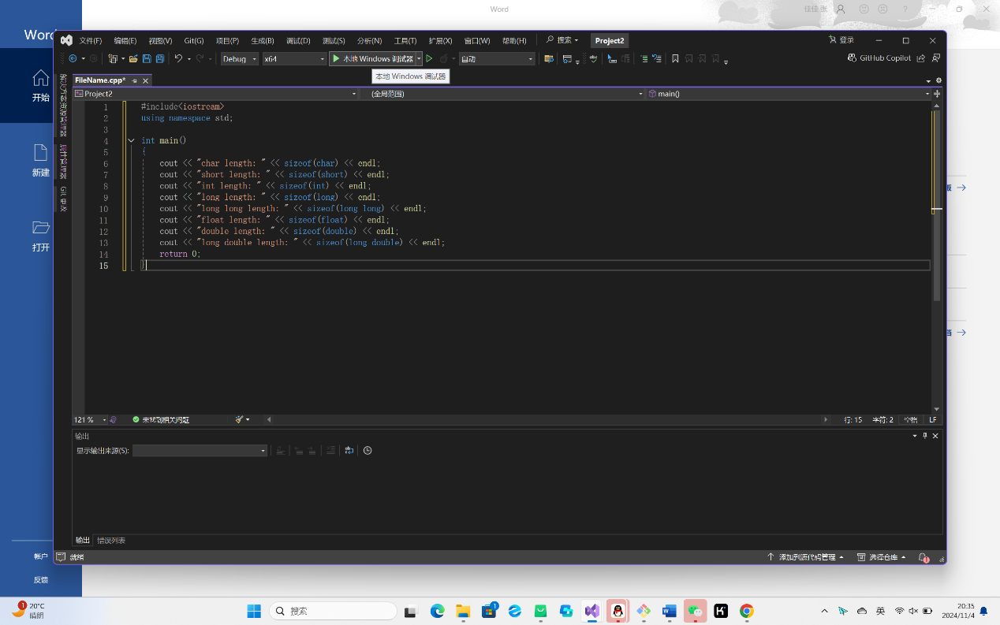 Word
佳佳 张
?
Word
开始
新建
打开
帐户
反馈
文件(F) 编辑(E) 视图(V) Git(G) 项目(P) 生成(B) 调试(D) 测试(S) 分析(N) 工具(T) 扩展(X) 窗口(W) 帮助(H) 搜索 Project2 登录
Debug x64 本地 Windows 调试器 自动 GitHub Copilot
本地 Windows 调试器
FileName.cpp*
Project2 (全局范围) main()
Git 更改
1 #include<iostream>
2 using namespace std;
3
4 int main()
5 {
6 cout << "char length: " << sizeof(char) << endl;
7 cout << "short length: " << sizeof(short) << endl;
8 cout << "int length: " << sizeof(int) << endl;
9 cout << "long length: " << sizeof(long) << endl;
10 cout << "long long length: " << sizeof(long long) << endl;
11 cout << "float length: " << sizeof(float) << endl;
12 cout << "double length: " << sizeof(double) << endl;
13 cout << "long double length: " << sizeof(long double) << endl;
14 return 0;
15 }
121 % 未找到相关问题 行: 15 字符: 2 空格 LF
输出
显示输出来源(S):
输出 错误列表
就绪 添加到源代码管理 选择仓库 1
1 20°C
晴朗
搜索
1
英
20:35
2024/11/4